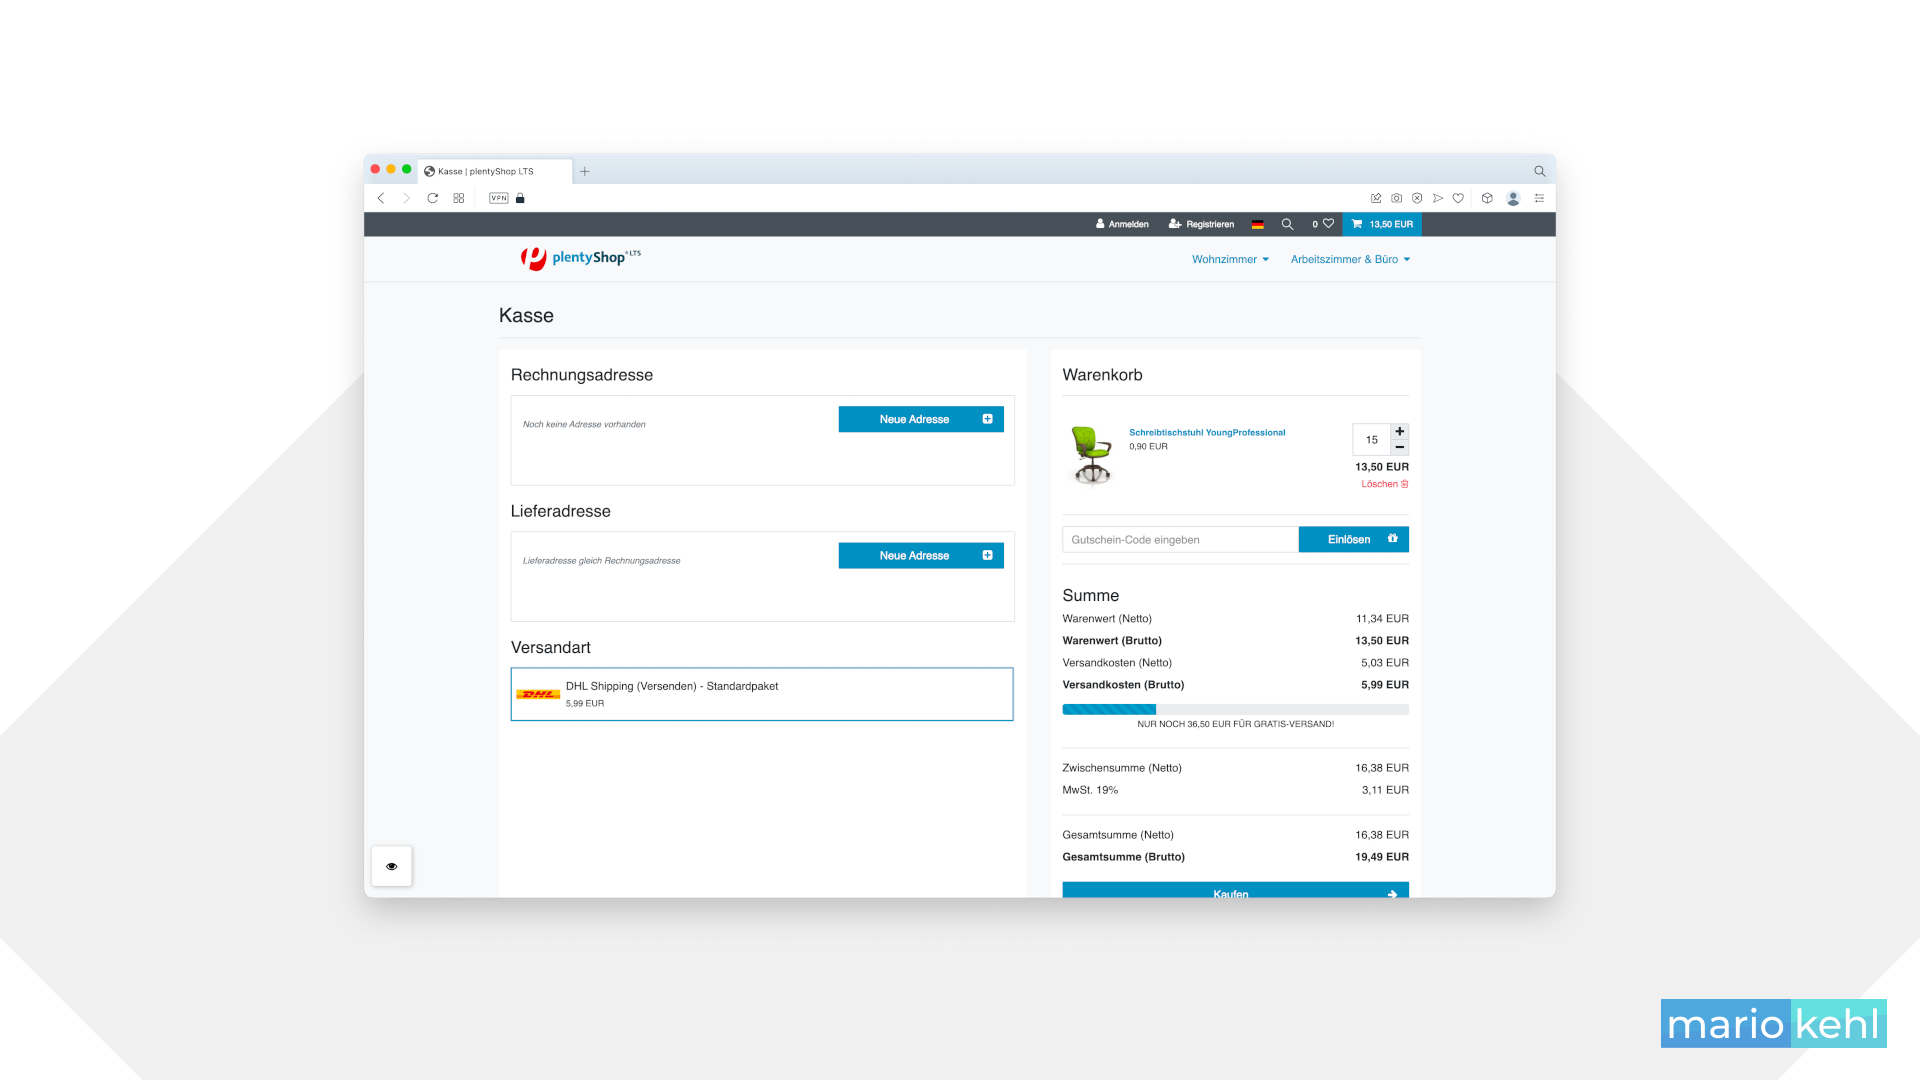 Kasse | plentyShop LTS
VPN
Anmelden Registrieren 0 13,50 EUR
plentyShop® LTS
Wohnzimmer Arbeitszimmer & Büro
Kasse
Rechnungsadresse
Noch keine Adresse vorhanden
Neue Adresse
Lieferadresse
Lieferadresse gleich Rechnungsadresse
Neue Adresse
Versandart
DHL
DHL Shipping (Versenden) - Standardpaket
5,99 EUR
Warenkorb
Schreibtischstuhl YoungProfessional
0,90 EUR
15
13,50 EUR
Löschen
Gutschein-Code eingeben Einlösen
Summe
Warenwert (Netto) 11,34 EUR
Warenwert (Brutto) 13,50 EUR
Versandkosten (Netto) 5,03 EUR
Versandkosten (Brutto) 5,99 EUR
NUR NOCH 36,50 EUR FÜR GRATIS-VERSAND!
Zwischensumme (Netto) 16,38 EUR
MwSt. 19% 3,11 EUR
Gesamtsumme (Netto) 16,38 EUR
Gesamtsumme (Brutto) 19,49 EUR
Kaufen
mario kehl